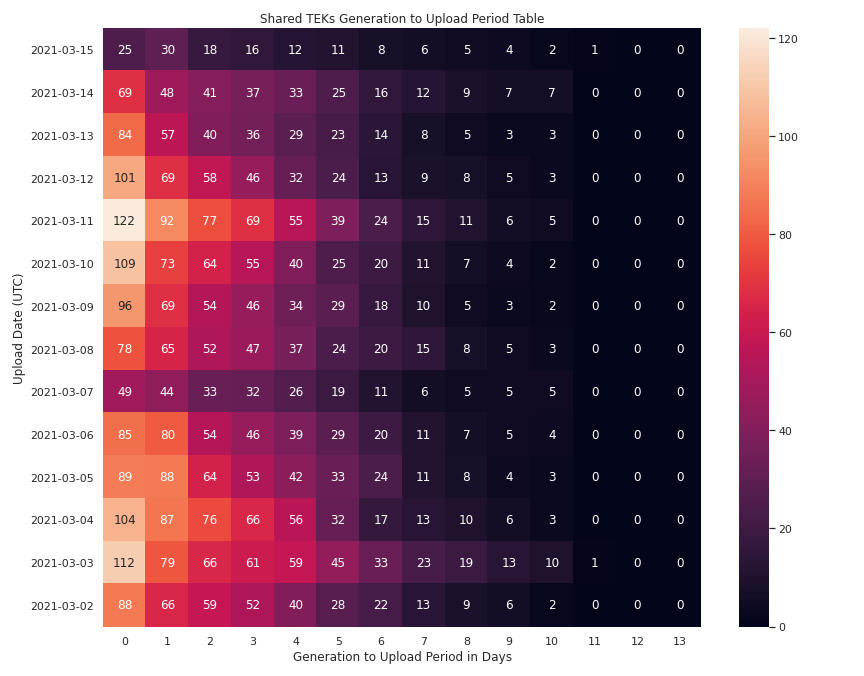 Shared TEKs Generation to Upload Period Table
Upload Date (UTC)
2021-03-15 25 30 18 16 12 11 8 6 5 4 2 1 0 0
2021-03-14 69 48 41 37 33 25 16 12 9 7 7 0 0 0
2021-03-13 84 57 40 36 29 23 14 8 5 3 3 0 0 0
2021-03-12 101 69 58 46 32 24 13 9 8 5 3 0 0 0
2021-03-11 122 92 77 69 55 39 24 15 11 6 5 0 0 0
2021-03-10 109 73 64 55 40 25 20 11 7 4 2 0 0 0
2021-03-09 96 69 54 46 34 29 18 10 5 3 2 0 0 0
2021-03-08 78 65 52 47 37 24 20 15 8 5 3 0 0 0
2021-03-07 49 44 33 32 26 19 11 6 5 5 5 0 0 0
2021-03-06 85 80 54 46 39 29 20 11 7 5 4 0 0 0
2021-03-05 89 88 64 53 42 33 24 11 8 4 3 0 0 0
2021-03-04 104 87 76 66 56 32 17 13 10 6 3 0 0 0
2021-03-03 112 79 66 61 59 45 33 23 19 13 10 1 0 0
2021-03-02 88 66 59 52 40 28 22 13 9 6 2 0 0 0
0 1 2 3 4 5 6 7 8 9 10 11 12 13
Generation to Upload Period in Days
120
100
80
60
40
20
0